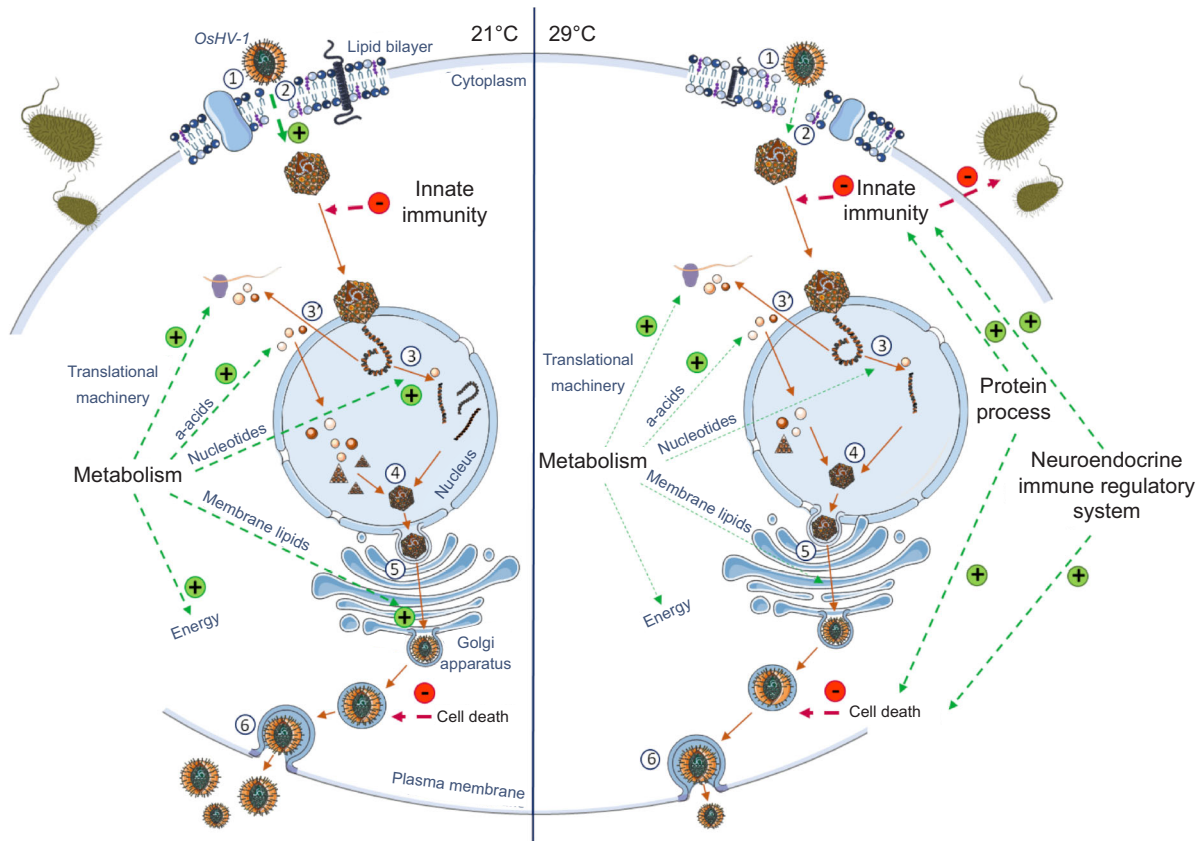 21°C
OsHV-1
Lipid bilayer
Cytoplasm
1
2
+
-
Innate
immunity
3'
3
+
+
+
Translational
machinery
a-acids
Nucleotides
Metabolism
Nucleus
4
Membrane lipids
5
+
+
Energy
Golgi
apparatus
-
Cell death
6
Plasma membrane
29°C
1
2
-
Innate
immunity
-
3'
3
+
+
+
+
Translational
machinery
a-acids
Nucleotides
Protein
process
Metabolism
4
Neuroendocrine
immune regulatory
system
Membrane lipids
5
+
+
Energy
-
Cell death
6